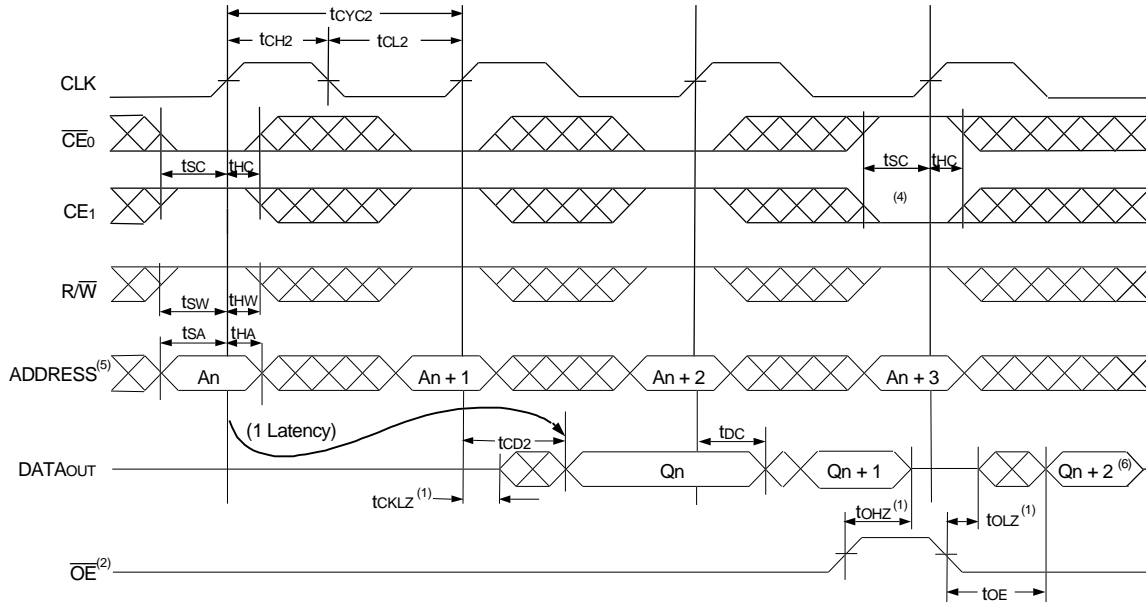 tCYC2
tCH2 tCL2
CLK
CE0
tSC tHC tSC tHC
CE1 (4)
R/W
tSW tHW
tSA tHA
ADDRESS(5) An An + 1 An + 2 An + 3
(1 Latency) tCD2 tDC
DATAOUT Qn Qn + 1 Qn + 2 (6)
tCKLZ (1)
tOHZ (1) tOLZ (1)
OE (2)
tOE